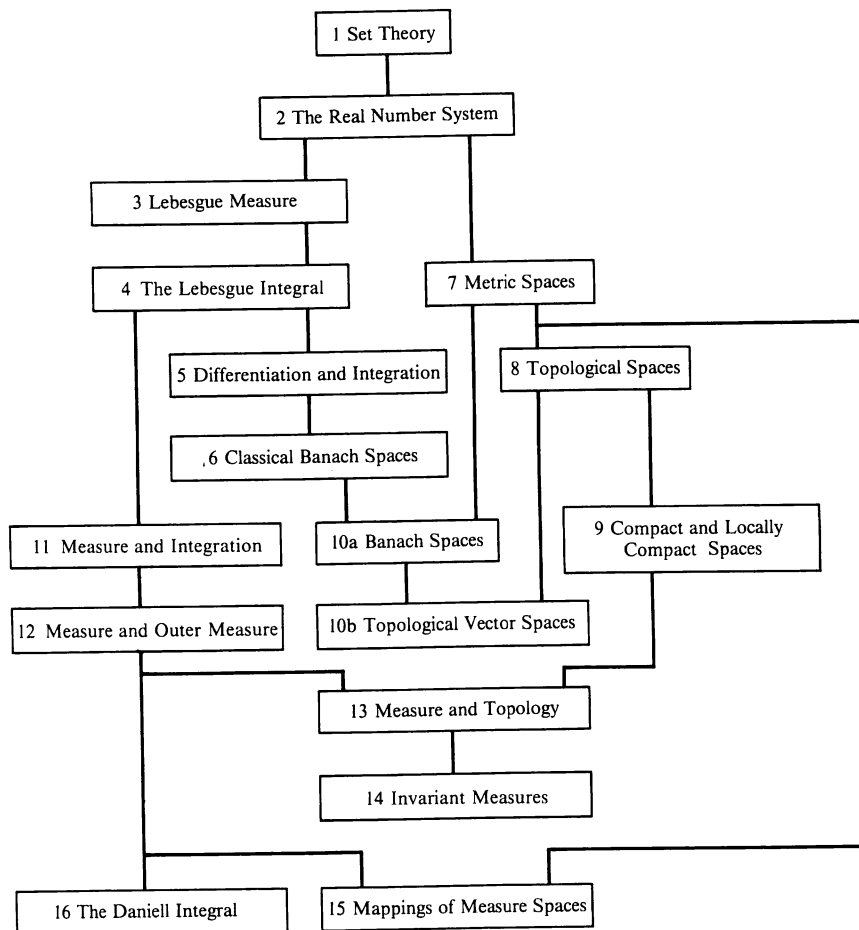 1 Set Theory
2 The Real Number System
3 Lebesgue Measure
4 The Lebesgue Integral
7 Metric Spaces
5 Differentiation and Integration
8 Topological Spaces
6 Classical Banach Spaces
11 Measure and Integration
10a Banach Spaces
9 Compact and Locally
Compact Spaces
12 Measure and Outer Measure
10b Topological Vector Spaces
13 Measure and Topology
14 Invariant Measures
16 The Daniell Integral
15 Mappings of Measure Spaces